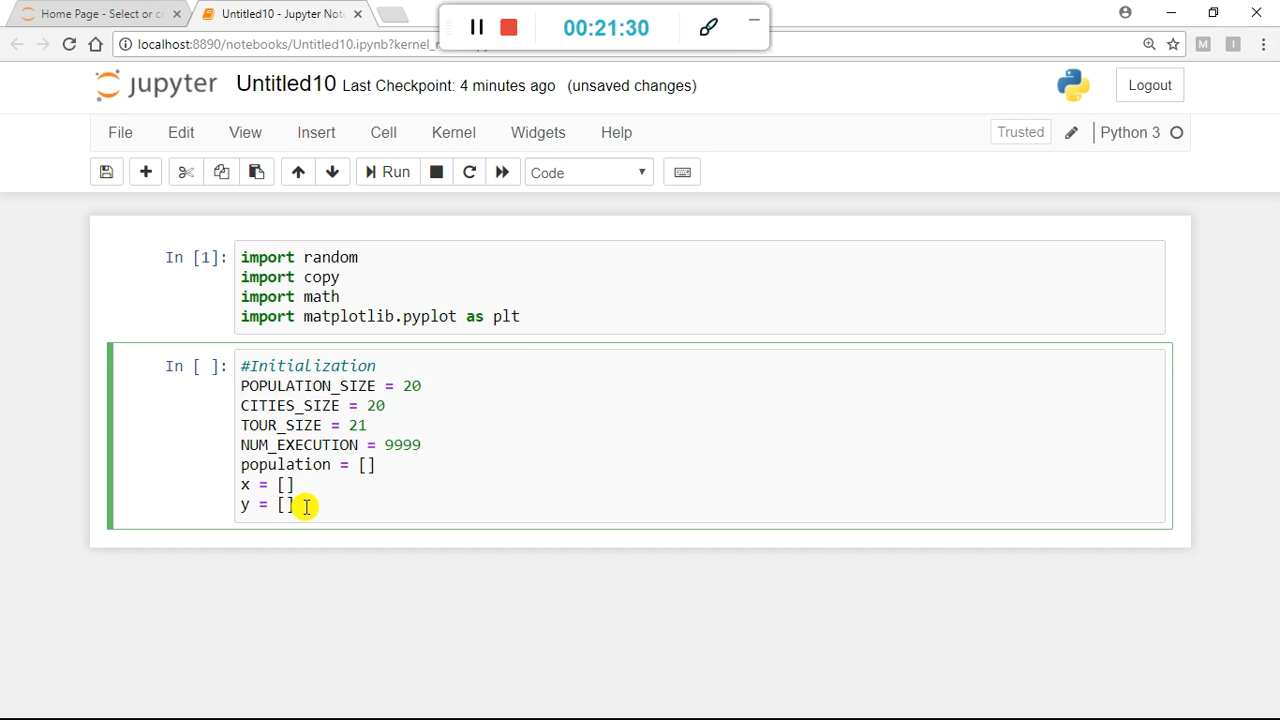 Home Page - Select or c
Untitled10 - Jupyter Not
00:21:30
localhost:8890/notebooks/Untitled10.ipynb?kernel_n
M
I
jupyter Untitled10 Last Checkpoint: 4 minutes ago (unsaved changes)
Logout
File Edit View Insert Cell Kernel Widgets Help
Trusted Python 3
Run Code
In [1]: import random
import copy
import math
import matplotlib.pyplot as plt
In [ ]: #Initialization
POPULATION_SIZE = 20
CITIES_SIZE = 20
TOUR_SIZE = 21
NUM_EXECUTION = 9999
population = []
x = []
y = []